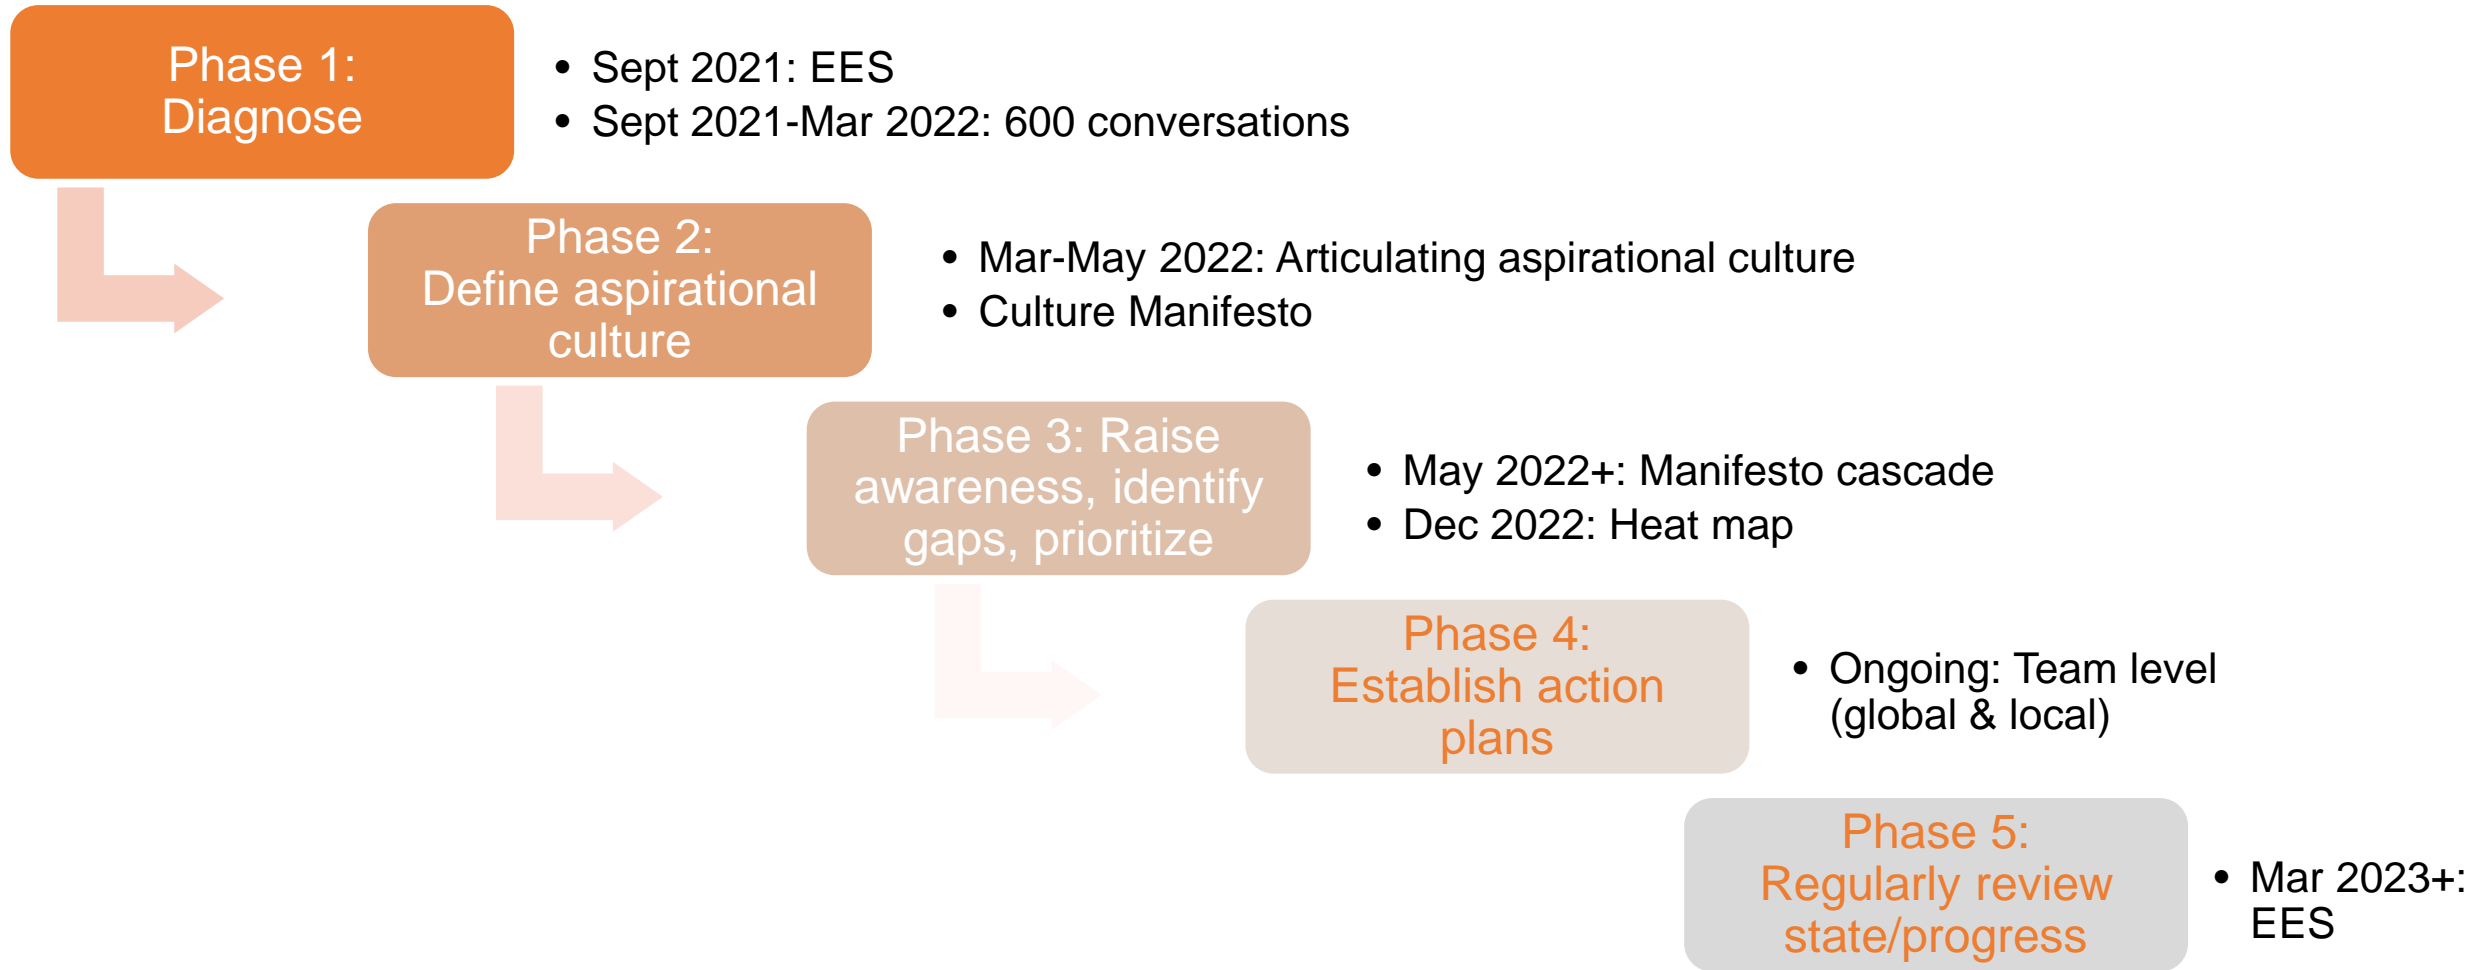 Phase 1:
Diagnose
• Sept 2021: EES
• Sept 2021-Mar 2022: 600 conversations
Phase 2:
Define aspirational
culture
• Mar-May 2022: Articulating aspirational culture
• Culture Manifesto
Phase 3: Raise
awareness, identify
gaps, prioritize
• May 2022+: Manifesto cascade
• Dec 2022: Heat map
Phase 4:
Establish action
plans
• Ongoing: Team level
(global & local)
Phase 5:
Regularly review
state/progress
• Mar 2023+:
EES